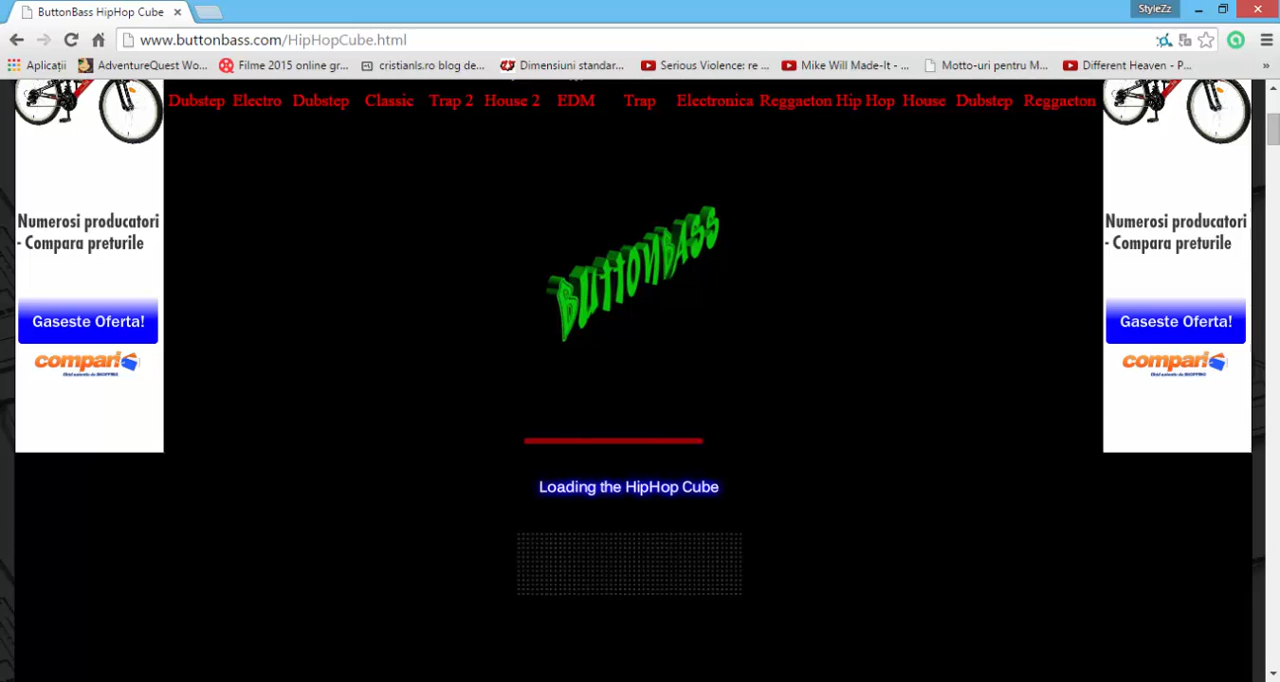 ButtonBass HipHop Cube
StyleZz
www.buttonbass.com/HipHopCube.html
Aplicații AdventureQuest Wo... Filme 2015 online gr... cristianls.ro blog de... Dimensiuni standar... Serious Violence: re ... Mike Will Made-It - ... Motto-uri pentru M... Different Heaven - P... »
Dubstep Electro Dubstep Classic Trap 2 House 2 EDM Trap Electronica Reggaeton Hip Hop House Dubstep Reggaeton
Numerosi producatori
- Compara preturile
Gaseste Oferta!
compari
ButtonBass
Loading the HipHop Cube
Numerosi producatori
- Compara preturile
Gaseste Oferta!
compari